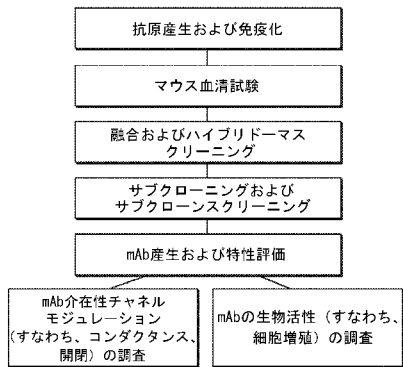 抗原産生および免疫化
マウス血清試験
融合およびハイブリドーマス
クリーニング
サブクローニングおよび
サブクローンスクリーニング
mAb産生および特性評価
mAb介在性チャネル
モジュレーション
(すなわち、コンダクタンス、
開閉)の調査
mAbの生物活性(すなわち、
細胞増殖)の調査